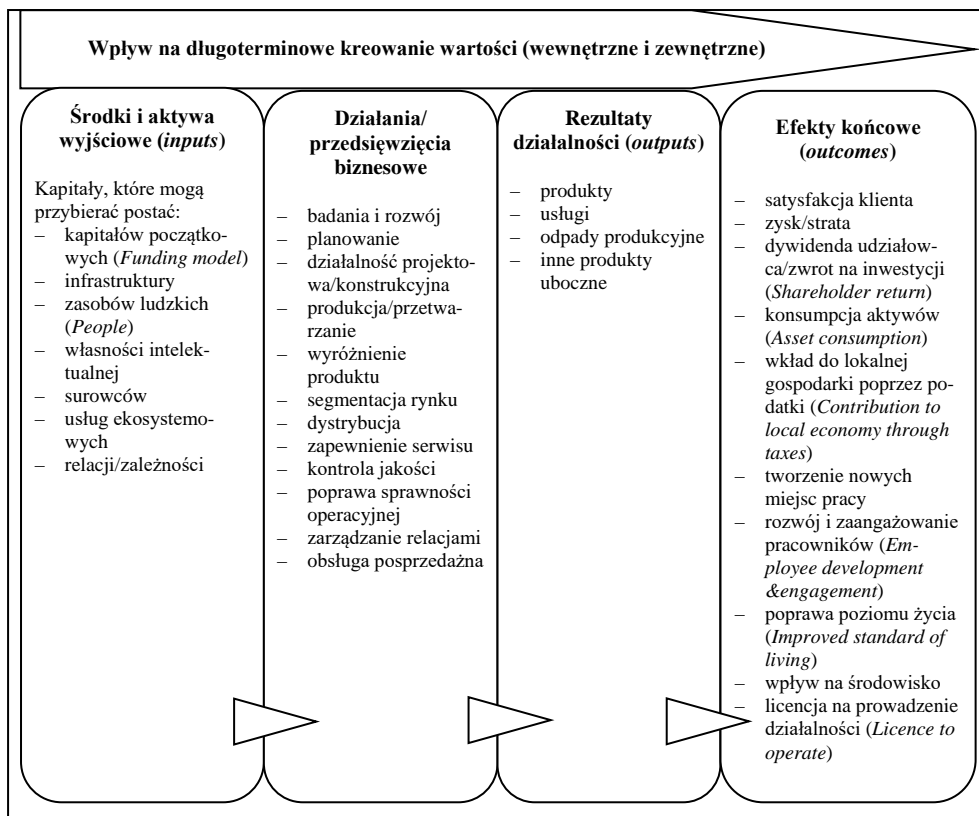 Wpływ na długoterminowe kreowanie wartości (wewnętrzne i zewnętrzne)
Środki i aktywa
wyjściowe (inputs)
Kapitały, które mogą
przybierać postać:
– kapitałów początko-
wych (Funding model)
– infrastruktury
– zasobów ludzkich
(People)
– własności intelek-
tualnej
– surowców
– usług ekosystemo-
wych
– relacji/zależności
Działania/
przedsięwzięcia
biznesowe
– badania i rozwój
– planowanie
– działalność projekto-
wa/konstrukcyjna
– produkcja/przetwa-
rzanie
– wyróżnienie
produktu
– segmentacja rynku
– dystrybucja
– zapewnienie serwisu
– kontrola jakości
– poprawa sprawności
operacyjnej
– zarządzanie relacjami
– obsługa posprzedażna
Rezultaty
działalności (outputs)
– produkty
– usługi
– odpady produkcyjne
– inne produkty
uboczne
Efekty końcowe
(outcomes)
– satysfakcja klienta
– zysk/strata
– dywidenda udziałow-
ca/zwrot na inwestycji
(Shareholder return)
– konsumpcja aktywów
(Asset consumption)
– wkład do lokalnej
gospodarki poprzez po-
datki (Contribution to
local economy through
taxes)
– tworzenie nowych
miejsc pracy
– rozwój i zaangażowanie
pracowników (Em-
ployee development
&engagement)
– poprawa poziomu życia
(Improved standard of
living)
– wpływ na środowisko
– licencja na prowadzenie
działalności (Licence to
operate)